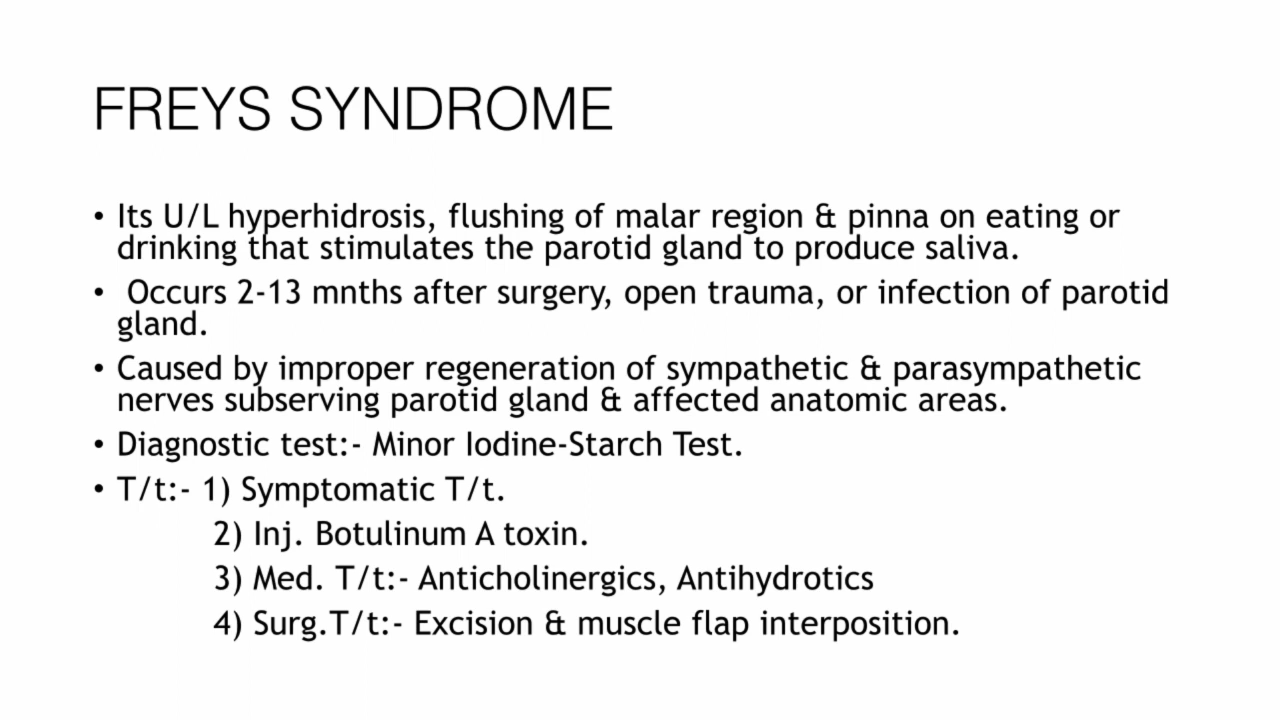 FREYS SYNDROME
• Its U/L hyperhidrosis, flushing of malar region & pinna on eating or
drinking that stimulates the parotid gland to produce saliva.
• Occurs 2-13 mnths after surgery, open trauma, or infection of parotid
gland.
• Caused by improper regeneration of sympathetic & parasympathetic
nerves subserving parotid gland & affected anatomic areas.
• Diagnostic test:- Minor Iodine-Starch Test.
• T/t:- 1) Symptomatic T/t.
2) Inj. Botulinum A toxin.
3) Med. T/t:- Anticholinergics, Antihydrotics
4) Surg.T/t:- Excision & muscle flap interposition.